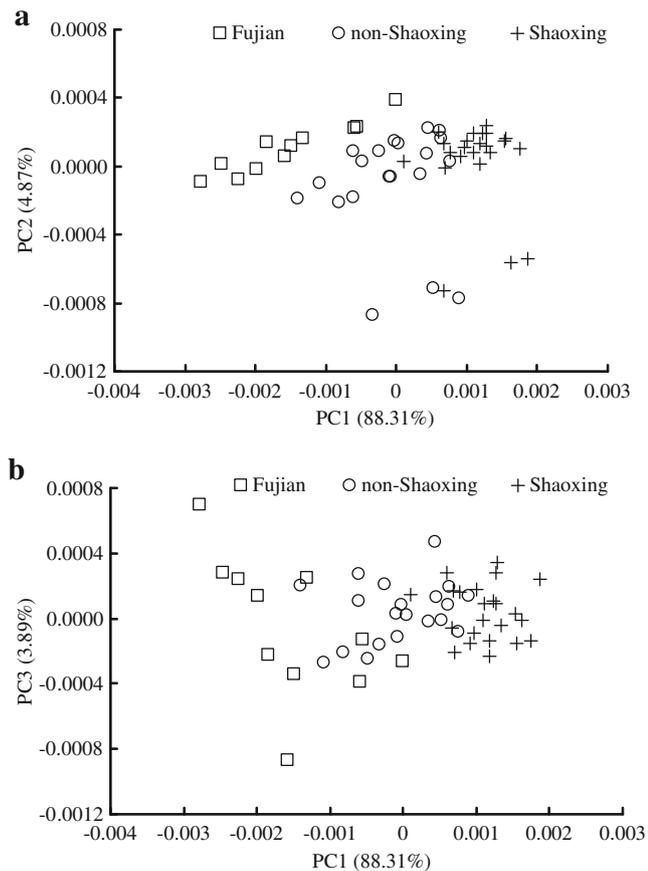 a
Fujian non-Shaoxing Shaoxing
0.0008
0.0004
0.0000
-0.0004
-0.0008
-0.0012
PC2 (4.87%)
-0.004 -0.003 -0.002 -0.001 0 0.001 0.002 0.003
PC1 (88.31%)
b
Fujian non-Shaoxing Shaoxing
0.0008
0.0004
0.0000
-0.0004
-0.0008
-0.0012
PC3 (3.89%)
-0.004 -0.003 -0.002 -0.001 0 0.001 0.002 0.003
PC1 (88.31%)